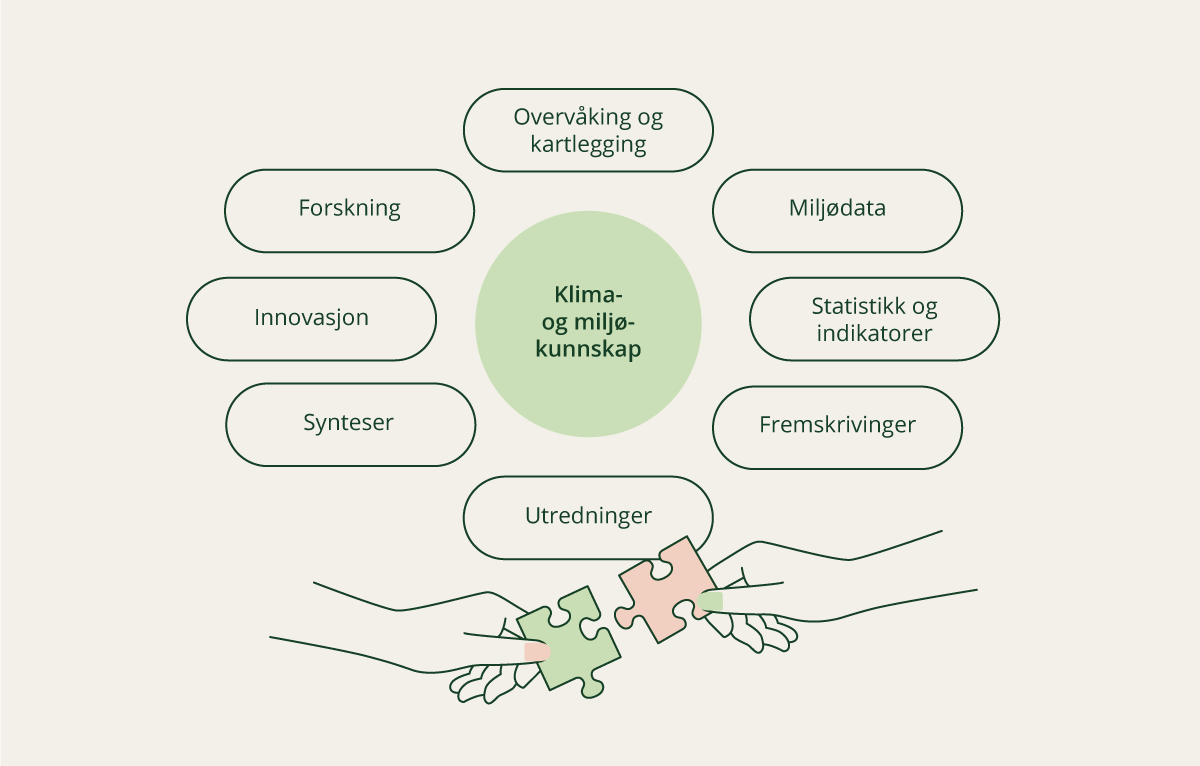 Overvåking og
kartlegging
Forskning
Miljødata
Klima-
og miljø-
kunnskap
Innovasjon
Statistikk og
indikatorer
Synteser
Fremskrivinger
Utredninger